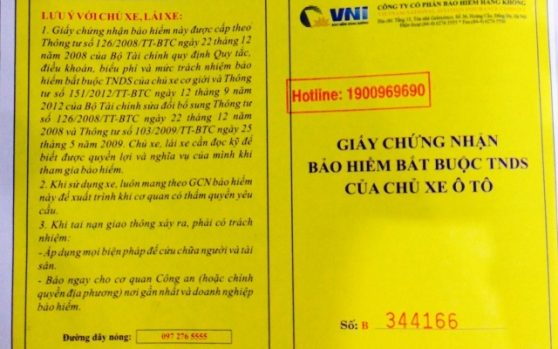 LƯU Ý VỚI CHỦ XE, LÁI XE:
1. Giấy chứng nhận bảo hiểm này được cấp theo
Thông tư số 126/2008/TT-BTC ngày 22 tháng 12
năm 2008 của Bộ Tài chính quy định Quy tắc,
điều khoản, biểu phí và mức trách nhiệm bảo
hiểm bắt buộc TNDS của chủ xe cơ giới và Thông
tư số 151/2012/TT-BTC ngày 12 tháng 9 năm
2012 của Bộ Tài chính sửa đổi bổ sung Thông tư
số 126/2008/TT-BTC ngày 22 tháng 12 năm
2008 và Thông tư số 103/2009/TT-BTC ngày 25
tháng 5 năm 2009. Chủ xe, lái xe cần đọc kỹ để
biết được quyền lợi và nghĩa vụ của mình khi
tham gia bảo hiểm.
2. Khi sử dụng xe, luôn mang theo GCN bảo hiểm
này để xuất trình khi cơ quan có thẩm quyền yêu
cầu.
3. Khi tai nạn giao thông xảy ra, phải có trách
nhiệm:
- Áp dụng mọi biện pháp để cứu chữa người và tài
sản.
- Báo ngay cho cơ quan Công an (hoặc chính
quyền địa phương) nơi gần nhất và doanh nghiệp
bảo hiểm.
Đường dây nóng: 097 276 5555
VNI
CÔNG TY CỔ PHẦN BẢO HIỂM HÀNG KHÔNG
Hotline: 1900969690
GIẤY CHỨNG NHẬN
BẢO HIỂM BẮT BUỘC TNDS
CỦA CHỦ XE Ô TÔ
Số: B 344166